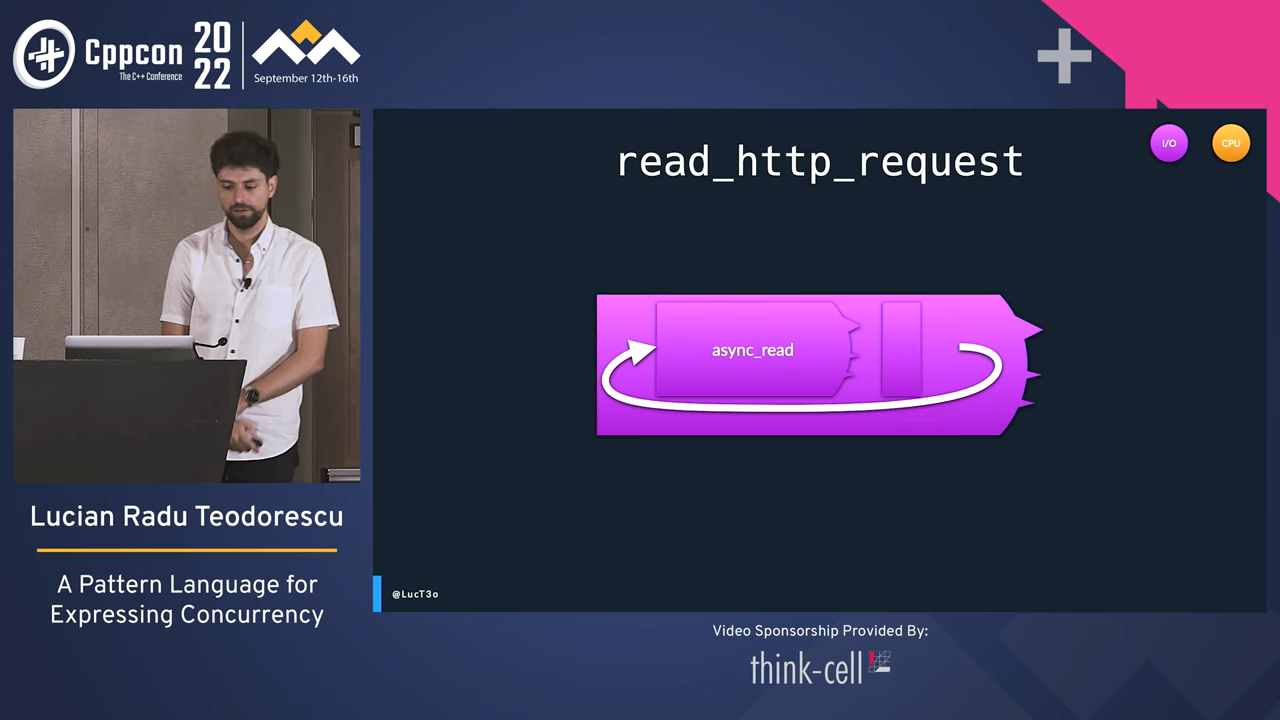 Cppcon
The C++ Conference
20
22
September 12th-16th
read_http_request
I/O
CPU
async_read
Lucian Radu Teodorescu
A Pattern Language for
Expressing Concurrency
@LucT3o
Video Sponsorship Provided By:
think-cell